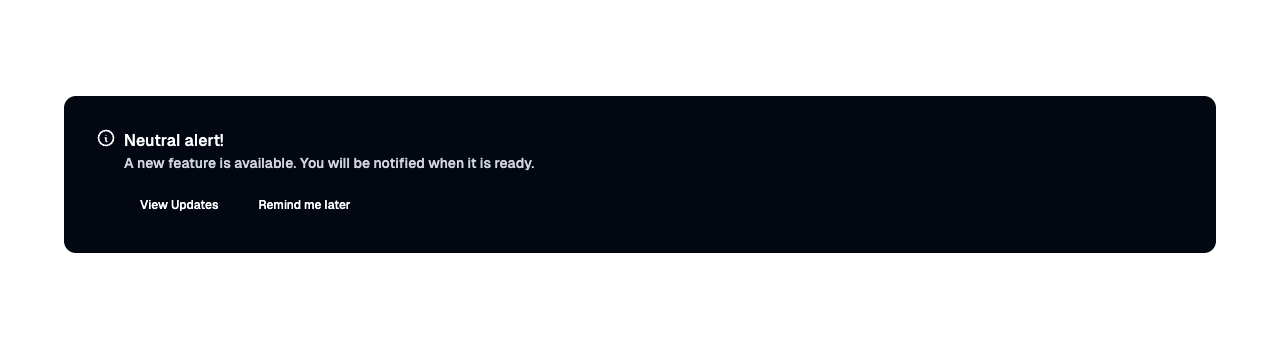 Neutral alert!
A new feature is available. You will be notified when it is ready.
View Updates Remind me later